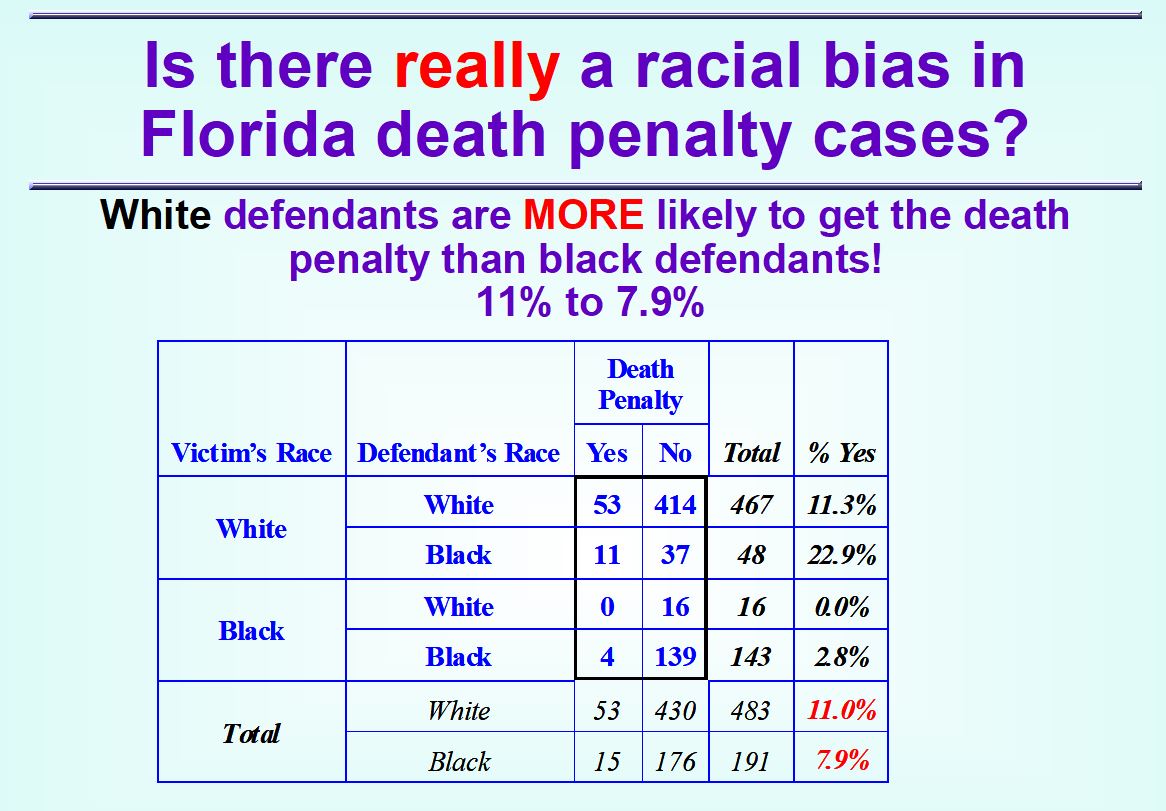 Is there really a racial bias in
Florida death penalty cases?
White defendants are MORE likely to get the death
penalty than black defendants!
11% to 7.9%
Death
Penalty
Victim's Race Defendant's Race Yes No Total % Yes
White White 53 414 467 11.3%
Black 11 37 48 22.9%
Black White 0 16 16 0.0%
Black 4 139 143 2.8%
Total White 53 430 483 11.0%
Black 15 176 191 7.9%